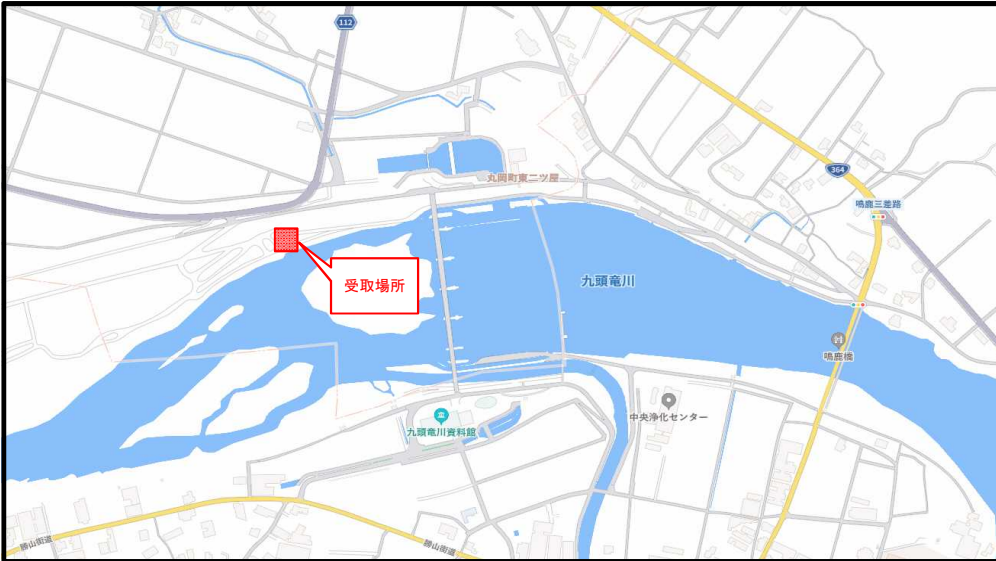 112
丸岡町東二ツ屋
364
鳴鹿三差路
受取場所
九頭竜川
鳴鹿橋
中央浄化センター
九頭竜川資料館
勝山街道
勝山街道